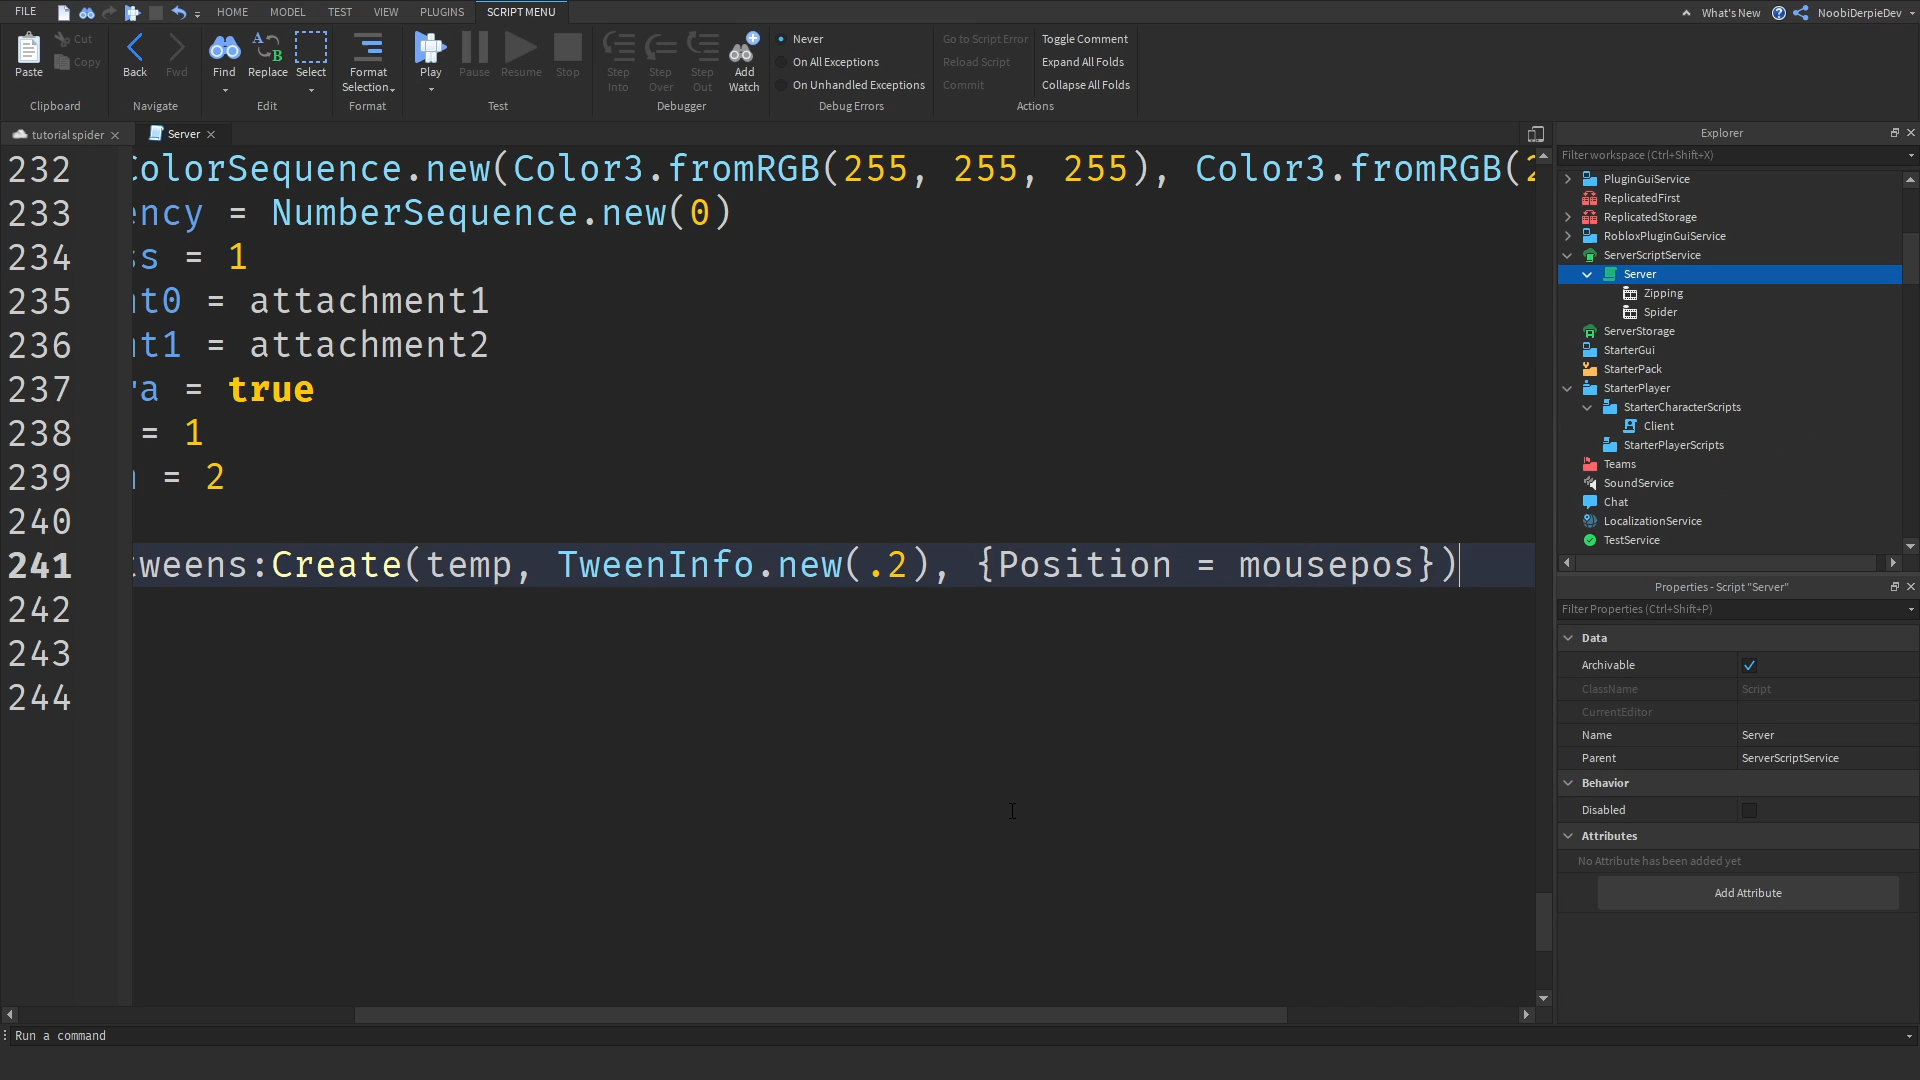 FILE HOME MODEL TEST VIEW PLUGINS SCRIPT MENU What's New NoobiDerpieDev
Cut
Copy
Paste
Clipboard
Back Fwd
Navigate
Find Replace Select
Edit
Format
Selection
Format
Play Pause Resume Stop
Test
Step
Into
Step
Over
Step
Out
Add
Watch
Debugger
Never
On All Exceptions
On Unhandled Exceptions
Debug Errors
Go to Script Error
Reload Script
Commit
Toggle Comment
Expand All Folds
Collapse All Folds
Actions
tutorial spider
Server
232 ColorSequence.new(Color3.fromRGB(255, 255, 255), Color3.fromRGB(2
233 ency = NumberSequence.new(0)
234 ss = 1
235 nt0 = attachment1
236 nt1 = attachment2
237 ra = true
238 = 1
239 n = 2
240
241 tweens:Create(temp, TweenInfo.new(.2), {Position = mousepos})
242
243
244
Run a command
Explorer
Filter workspace (Ctrl+Shift+X)
PluginGuiService
ReplicatedFirst
ReplicatedStorage
RobloxPluginGuiService
ServerScriptService
Server
Zipping
Spider
ServerStorage
StarterGui
StarterPack
StarterPlayer
StarterCharacterScripts
Client
StarterPlayerScripts
Teams
SoundService
Chat
LocalizationService
TestService
Properties - Script "Server"
Filter Properties (Ctrl+Shift+P)
Data
Archivable
ClassName Script
CurrentEditor
Name Server
Parent ServerScriptService
Behavior
Disabled
Attributes
No Attribute has been added yet
Add Attribute